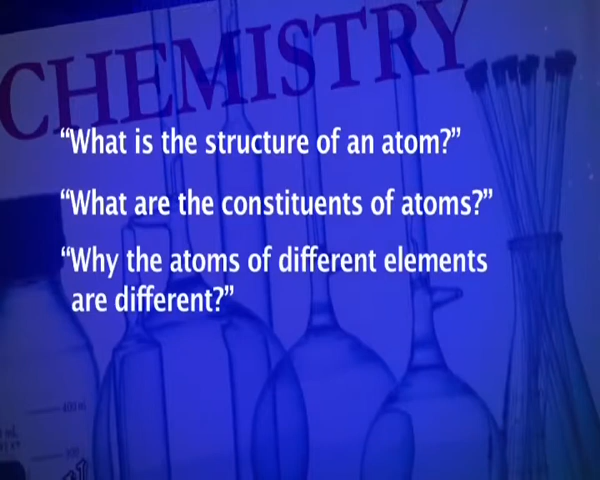 CHEMISTRY
“What is the structure of an atom?”
“What are the constituents of atoms?”
“Why the atoms of different elements
are different?”